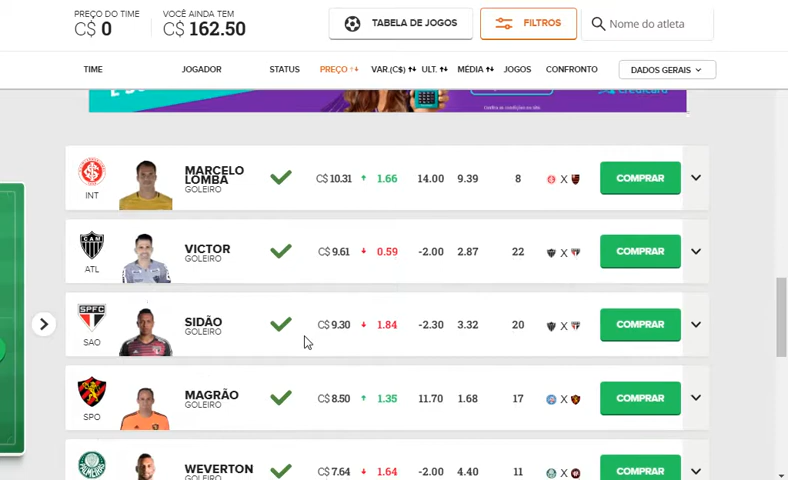 PREÇO DO TIME
C$ 0
VOCÊ AINDA TEM
C$ 162.50
TABELA DE JOGOS
FILTROS
Nome do atleta
TIME JOGADOR STATUS PREÇO VAR.(C$) ULT. MÉDIA JOGOS CONFRONTO DADOS GERAIS
INT
MARCELO LOMBA
GOLEIRO
C$ 10.31 1.66 14.00 9.39 8 X COMPRAR
ATL
VICTOR
GOLEIRO
C$ 9.61 0.59 -2.00 2.87 22 X COMPRAR
SPFC
SAO
SIDÃO
GOLEIRO
C$ 9.30 1.84 -2.30 3.32 20 X COMPRAR
SPO
MAGRÃO
GOLEIRO
C$ 8.50 1.35 11.70 1.68 17 X COMPRAR
WEVERTON
GOLEIRO
C$ 7.64 1.64 -2.00 4.40 11 X COMPRAR